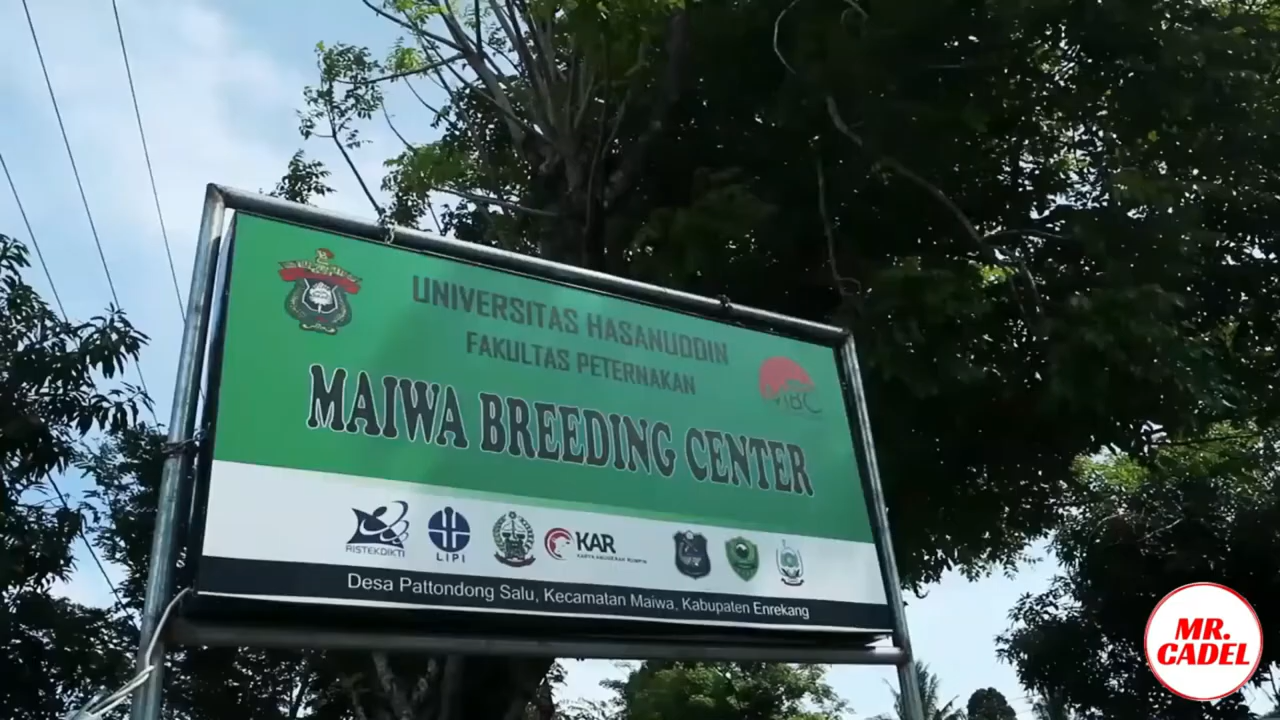 UNIVERSITAS HASANUDDIN
FAKULTAS PETERNAKAN
MBC
MAIWA BREEDING CENTER
RISTEKDIKTI
LIPI
KAR
Desa Pattondong Salu, Kecamatan Maiwa, Kabupaten Enrekang
MR.
CADEL